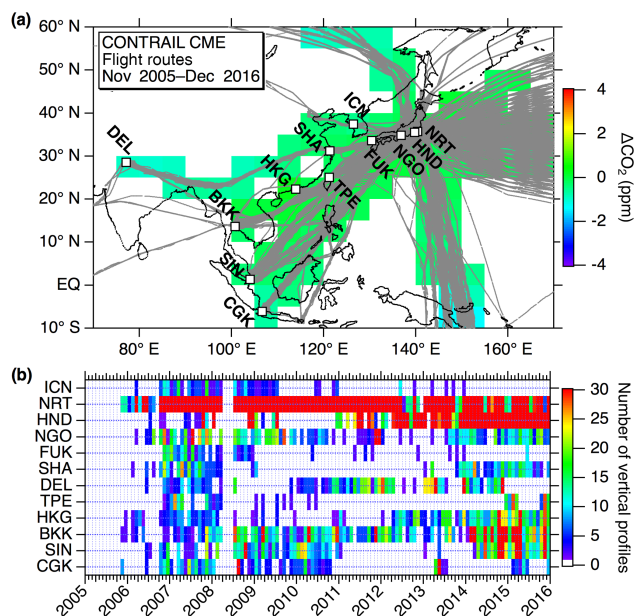 (a)
CONTRAIL CME
Flight routes
Nov 2005–Dec 2016
60° N
50° N
40° N
30° N
20° N
10° N
EQ
10° S
80° E
100° E
120° E
140° E
160° E
DEL
BKK
SIN
CGK
HKG
SHA
ICN
TPE
FUK
NGO
HND
NRT
4
2
0
-2
-4
ΔCO₂ (ppm)
(b)
ICN
NRT
HND
NGO
FUK
SHA
DEL
TPE
HKG
BKK
SIN
CGK
2005
2006
2007
2008
2009
2010
2011
2012
2013
2014
2015
2016
30
25
20
15
10
5
0
Number of vertical profiles